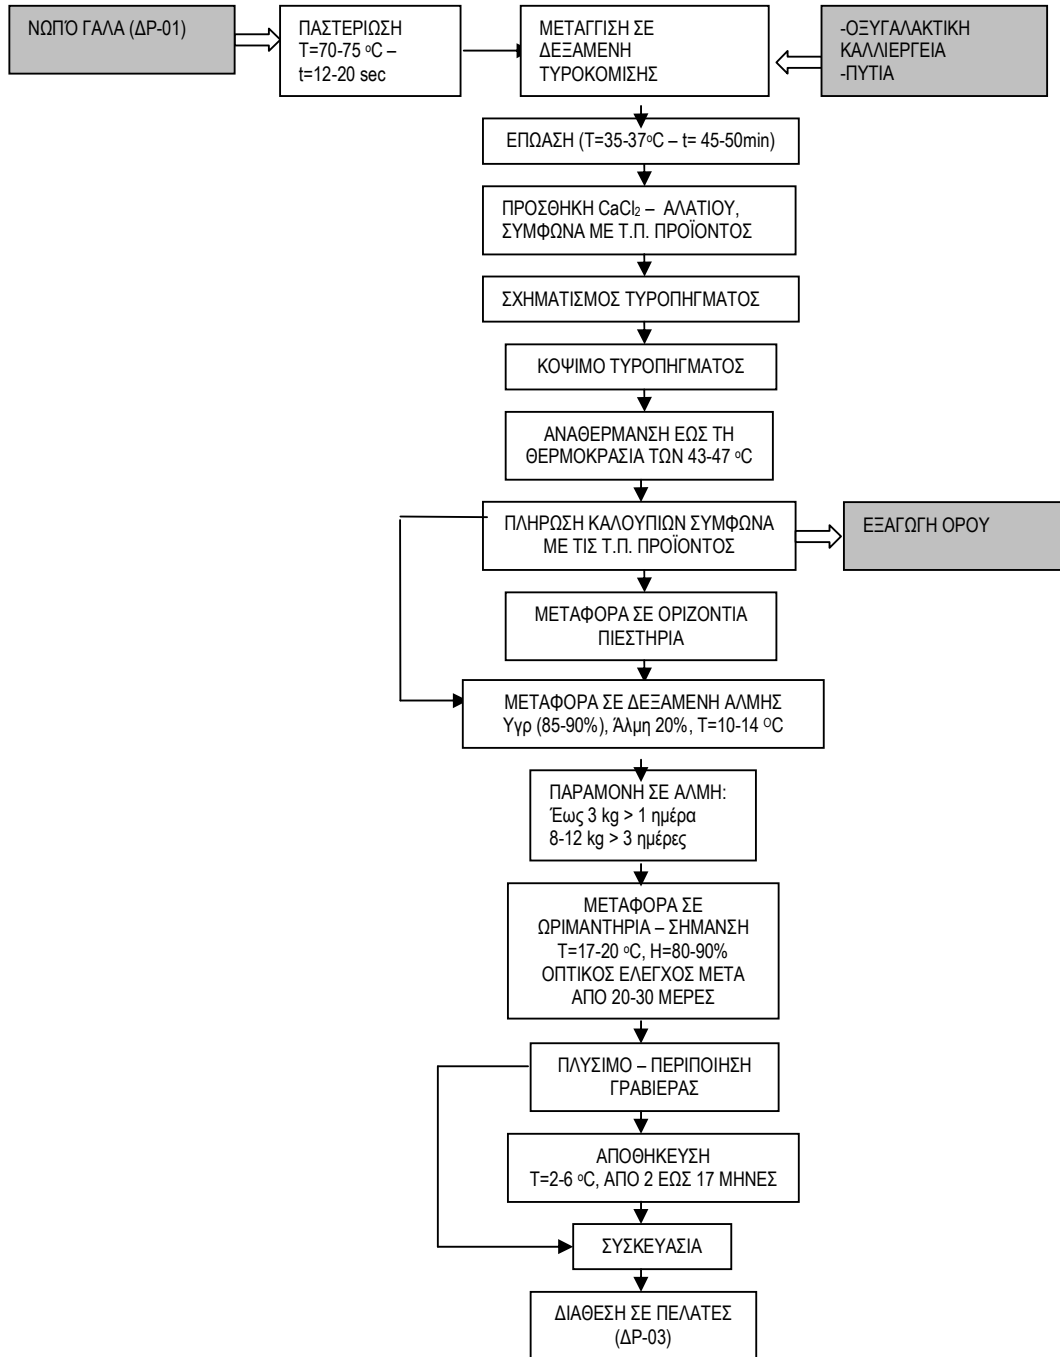 ΝΩΠΌ ΓΑΛΑ (ΔΡ-01)
ΠΑΣΤΕΡΙΩΣΗ
T=70-75 °C –
t=12-20 sec
ΜΕΤΑΓΓΙΣΗ ΣΕ
ΔΕΞΑΜΕΝΗ
ΤΥΡΟΚΟΜΙΣΗΣ
-ΟΞΥΓΑΛΑΚΤΙΚΗ
ΚΑΛΛΙΕΡΓΕΙΑ
-ΠΥΤΙΑ
ΕΠΩΑΣΗ (T=35-37°C – t= 45-50min)
ΠΡΟΣΘΗΚΗ CaCl₂ – ΑΛΑΤΙΟΥ,
ΣΥΜΦΩΝΑ ΜΕ Τ.Π. ΠΡΟΪΟΝΤΟΣ
ΣΧΗΜΑΤΙΣΜΟΣ ΤΥΡΟΠΗΓΜΑΤΟΣ
ΚΟΨΙΜΟ ΤΥΡΟΠΗΓΜΑΤΟΣ
ΑΝΑΘΕΡΜΑΝΣΗ ΕΩΣ ΤΗ
ΘΕΡΜΟΚΡΑΣΙΑ ΤΩΝ 43-47 °C
ΠΛΗΡΩΣΗ ΚΑΛΟΥΠΙΩΝ ΣΥΜΦΩΝΑ
ΜΕ ΤΙΣ Τ.Π. ΠΡΟΪΟΝΤΟΣ
ΕΞΑΓΩΓΗ ΟΡΟΥ
ΜΕΤΑΦΟΡΑ ΣΕ ΟΡΙΖΟΝΤΙΑ
ΠΙΕΣΤΗΡΙΑ
ΜΕΤΑΦΟΡΑ ΣΕ ΔΕΞΑΜΕΝΗ ΑΛΜΗΣ
Υγρ (85-90%), Άλμη 20%, T=10-14 °C
ΠΑΡΑΜΟΝΗ ΣΕ ΑΛΜΗ:
Έως 3 kg > 1 ημέρα
8-12 kg > 3 ημέρες
ΜΕΤΑΦΟΡΑ ΣΕ
ΩΡΙΜΑΝΤΗΡΙΑ – ΣΗΜΑΝΣΗ
T=17-20 °C, H=80-90%
ΟΠΤΙΚΟΣ ΕΛΕΓΧΟΣ ΜΕΤΑ
ΑΠΟ 20-30 ΜΕΡΕΣ
ΠΛΥΣΙΜΟ – ΠΕΡΙΠΟΙΗΣΗ
ΓΡΑΒΙΕΡΑΣ
ΑΠΟΘΗΚΕΥΣΗ
T=2-6 °C, ΑΠΟ 2 ΕΩΣ 17 ΜΗΝΕΣ
ΣΥΣΚΕΥΑΣΙΑ
ΔΙΑΘΕΣΗ ΣΕ ΠΕΛΑΤΕΣ
(ΔΡ-03)